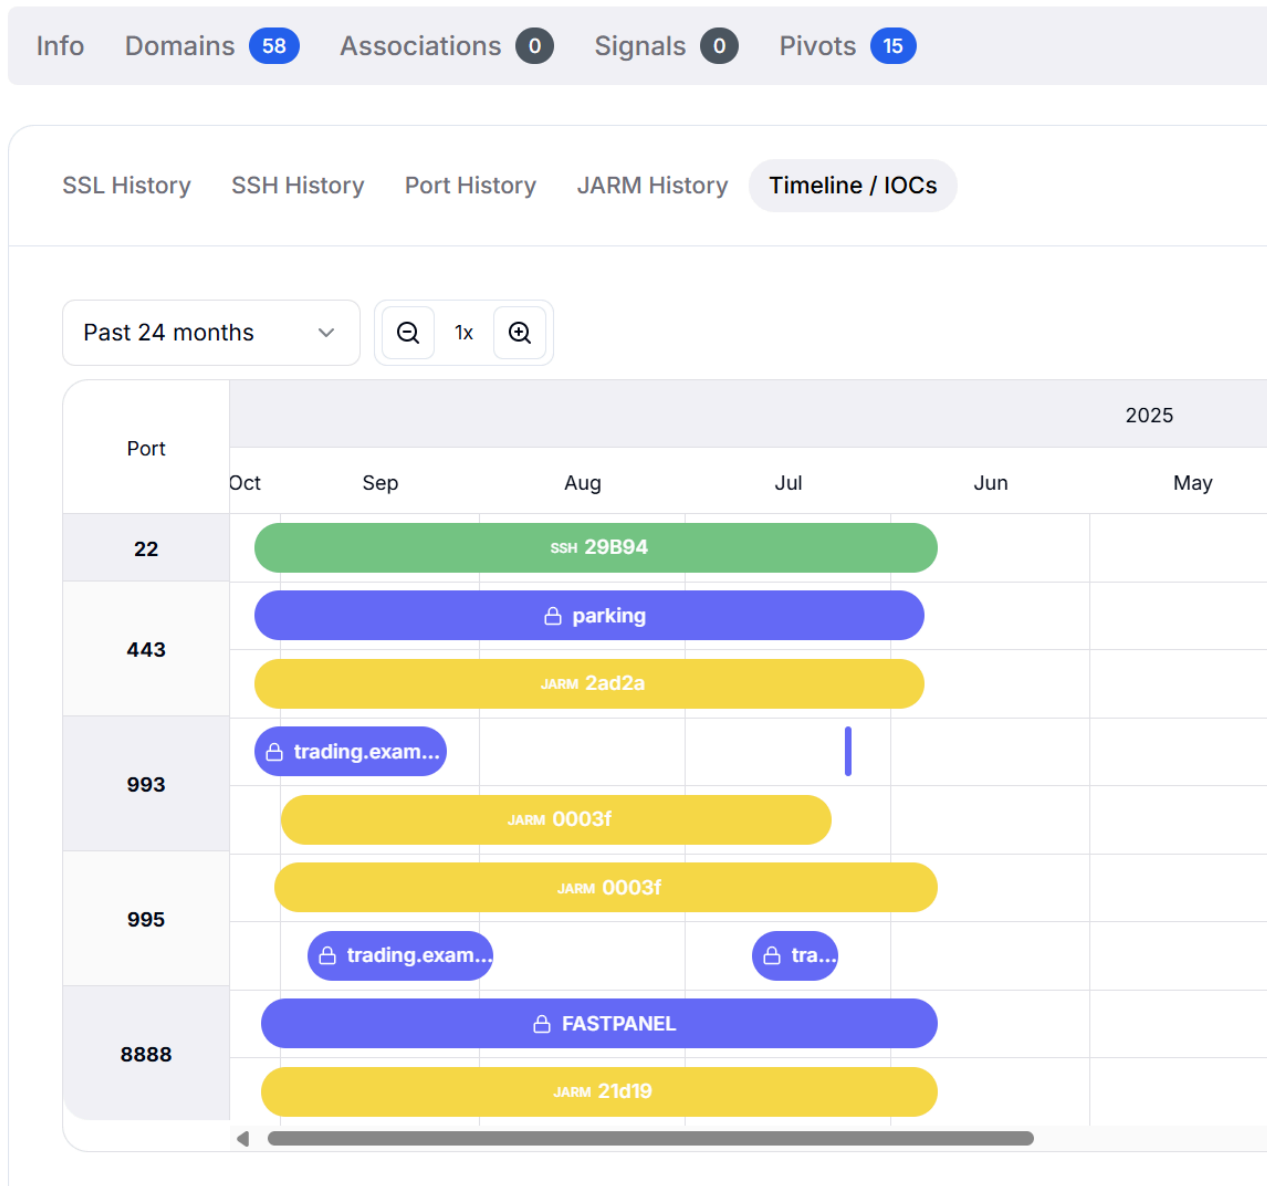 Info Domains 58 Associations 0 Signals 0 Pivots 15
SSL History SSH History Port History JARM History Timeline / IOCs
Past 24 months 1x
Port
2025
Oct Sep Aug Jul Jun May
22
SSH 29B94
443
parking
JARM 2ad2a
993
trading.exam...
JARM 0003f
995
JARM 0003f
trading.exam... tra...
8888
FASTPANEL
JARM 21d19